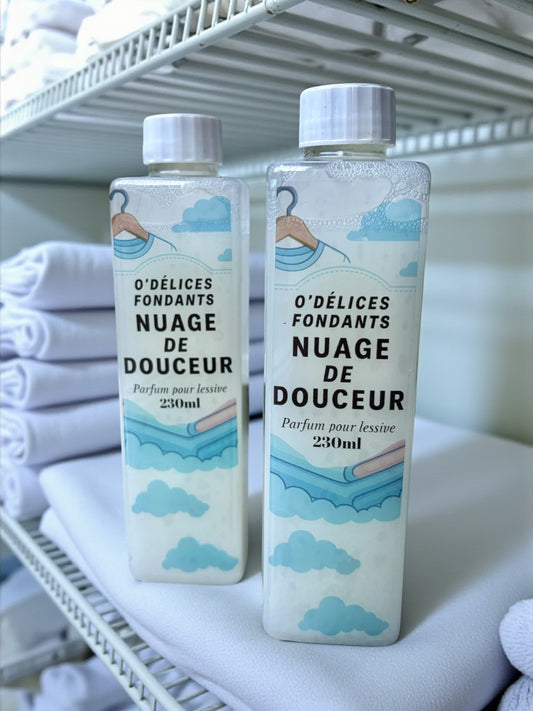 O'DÉLICES
FONDANTS
NUAGE
DE
DOUCEUR
Parfum pour lessive
230ml
O'DÉLICES
FONDANTS
NUAGE
DE
DOUCEUR
Parfum pour lessive
230ml